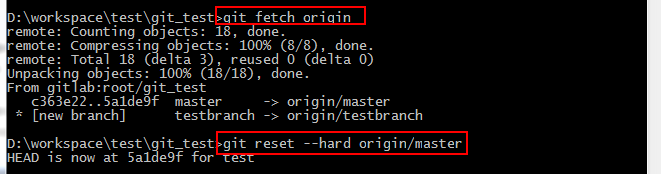 D:\workspace\test\git_test>git fetch origin
remote: Counting objects: 18, done.
remote: Compressing objects: 100% (8/8), done.
remote: Total 18 (delta 3), reused 0 (delta 0)
Unpacking objects: 100% (18/18), done.
From gitlab:root/git_test
   c363e22..5a1de9f  master     -> origin/master
 * [new branch]      testbranch -> origin/testbranch
D:\workspace\test\git_test>git reset --hard origin/master
HEAD is now at 5a1de9f for test